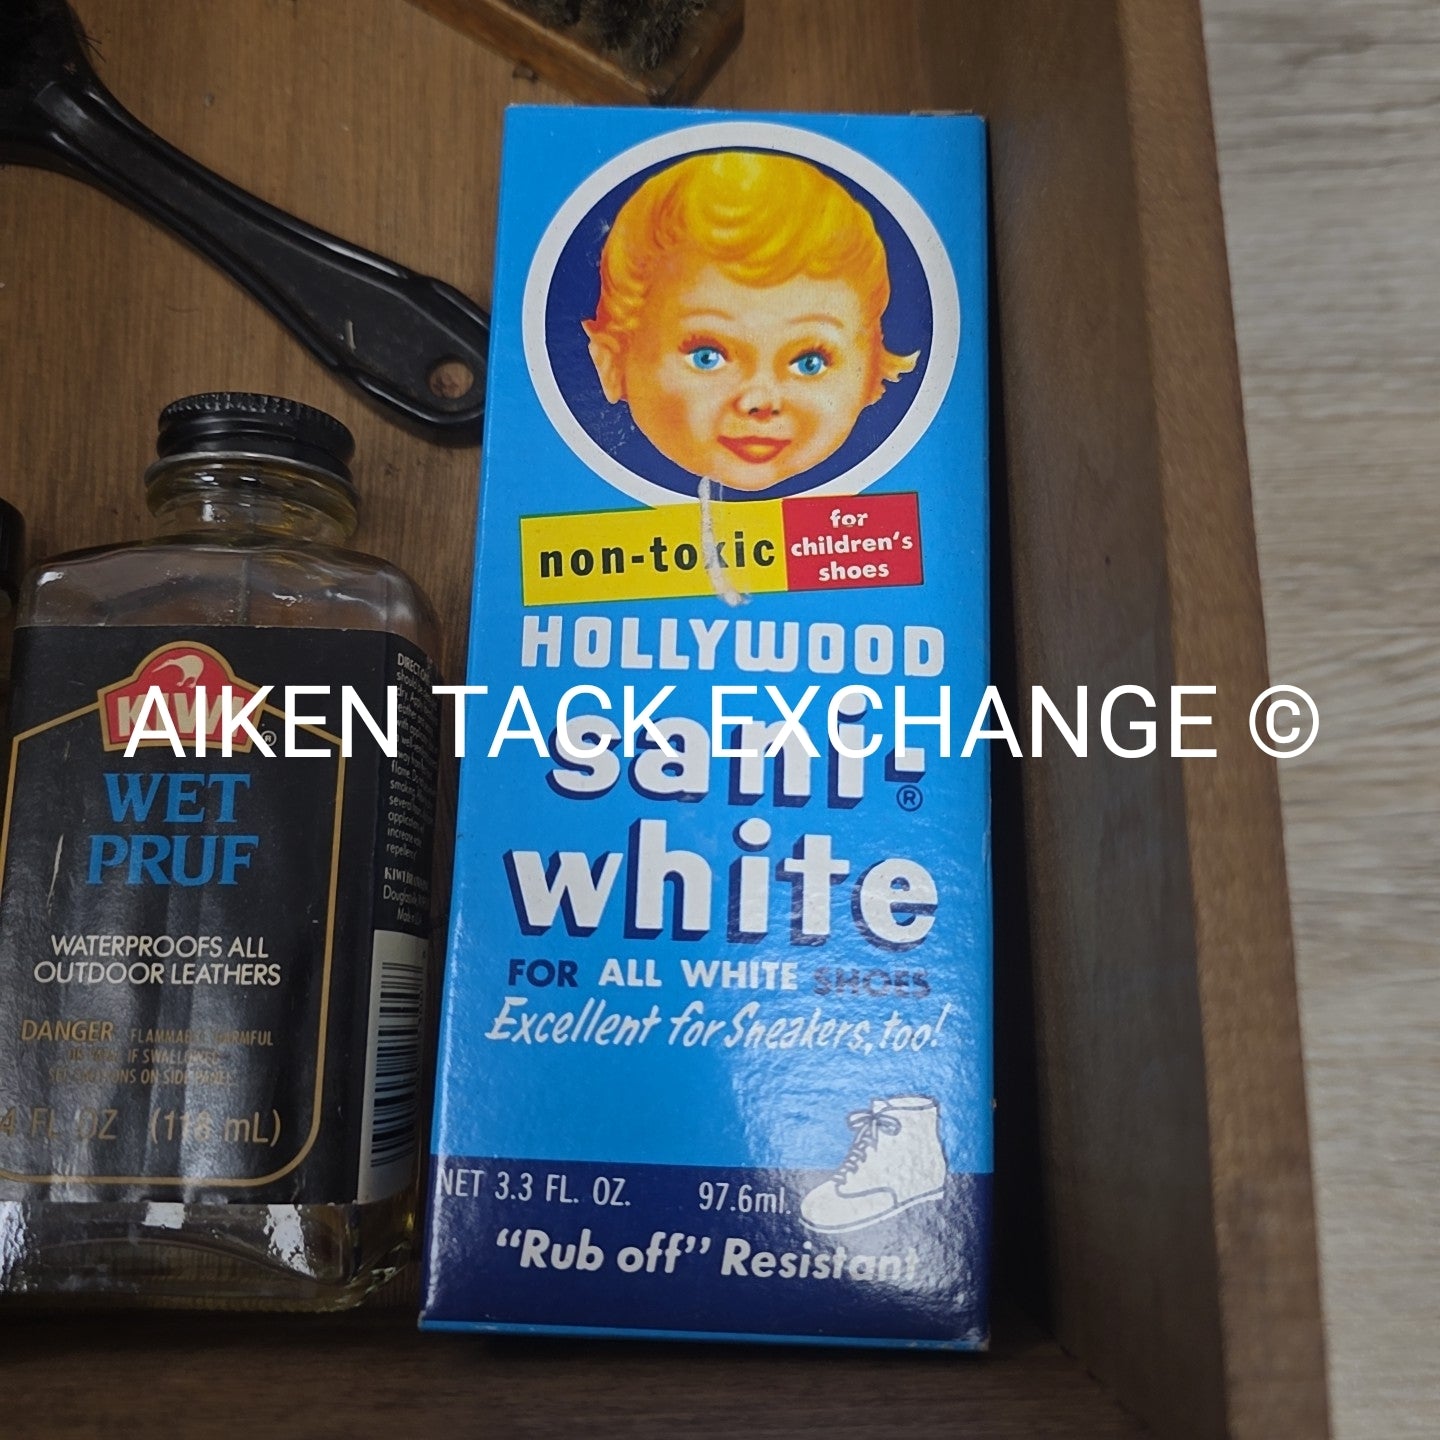 non-toxic
for
children's
shoes
HOLLYWOOD
AIKEN TACK EXCHANGE ©
sani-
®
white
FOR ALL WHITE SHOES
Excellent for Sneakers, too!
NET 3.3 FL. OZ. 97.6ml.
"Rub off" Resistant
KIWI ®
WET
PRUF
WATERPROOFS ALL
OUTDOOR LEATHERS
DANGER
4 FL OZ (118 mL)